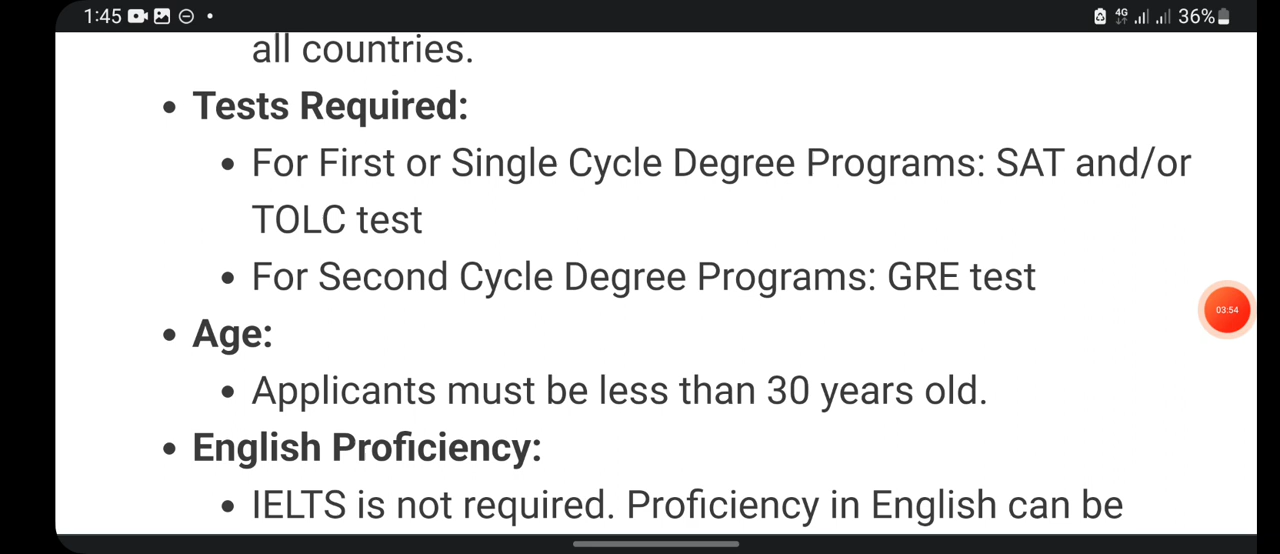 1:45
4G
36%
all countries.
• Tests Required:
• For First or Single Cycle Degree Programs: SAT and/or
TOLC test
• For Second Cycle Degree Programs: GRE test
03:54
• Age:
• Applicants must be less than 30 years old.
• English Proficiency:
• IELTS is not required. Proficiency in English can be